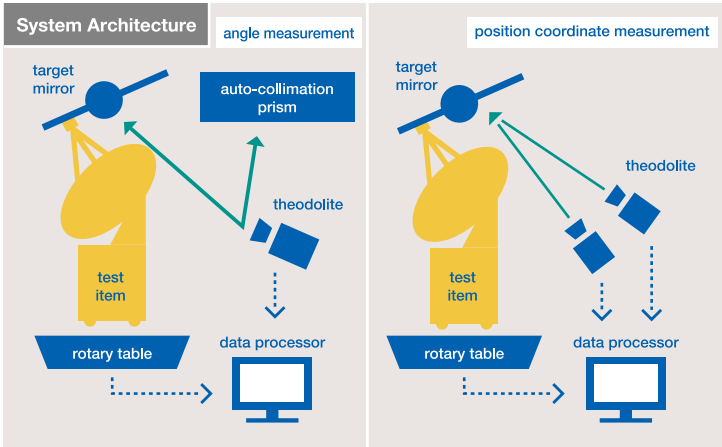 System Architecture
angle measurement
target
mirror
auto-collimation
prism
theodolite
test
item
rotary table
data processor
position coordinate measurement
target
mirror
theodolite
test
item
rotary table
data processor